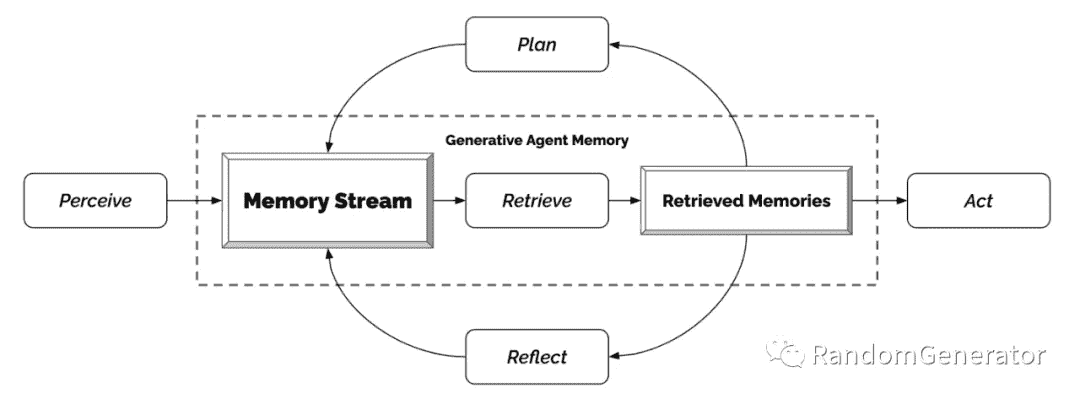 Plan
Generative Agent Memory
Perceive
Memory Stream
Retrieve
Retrieved Memories
Act
Reflect
RandomGenerator